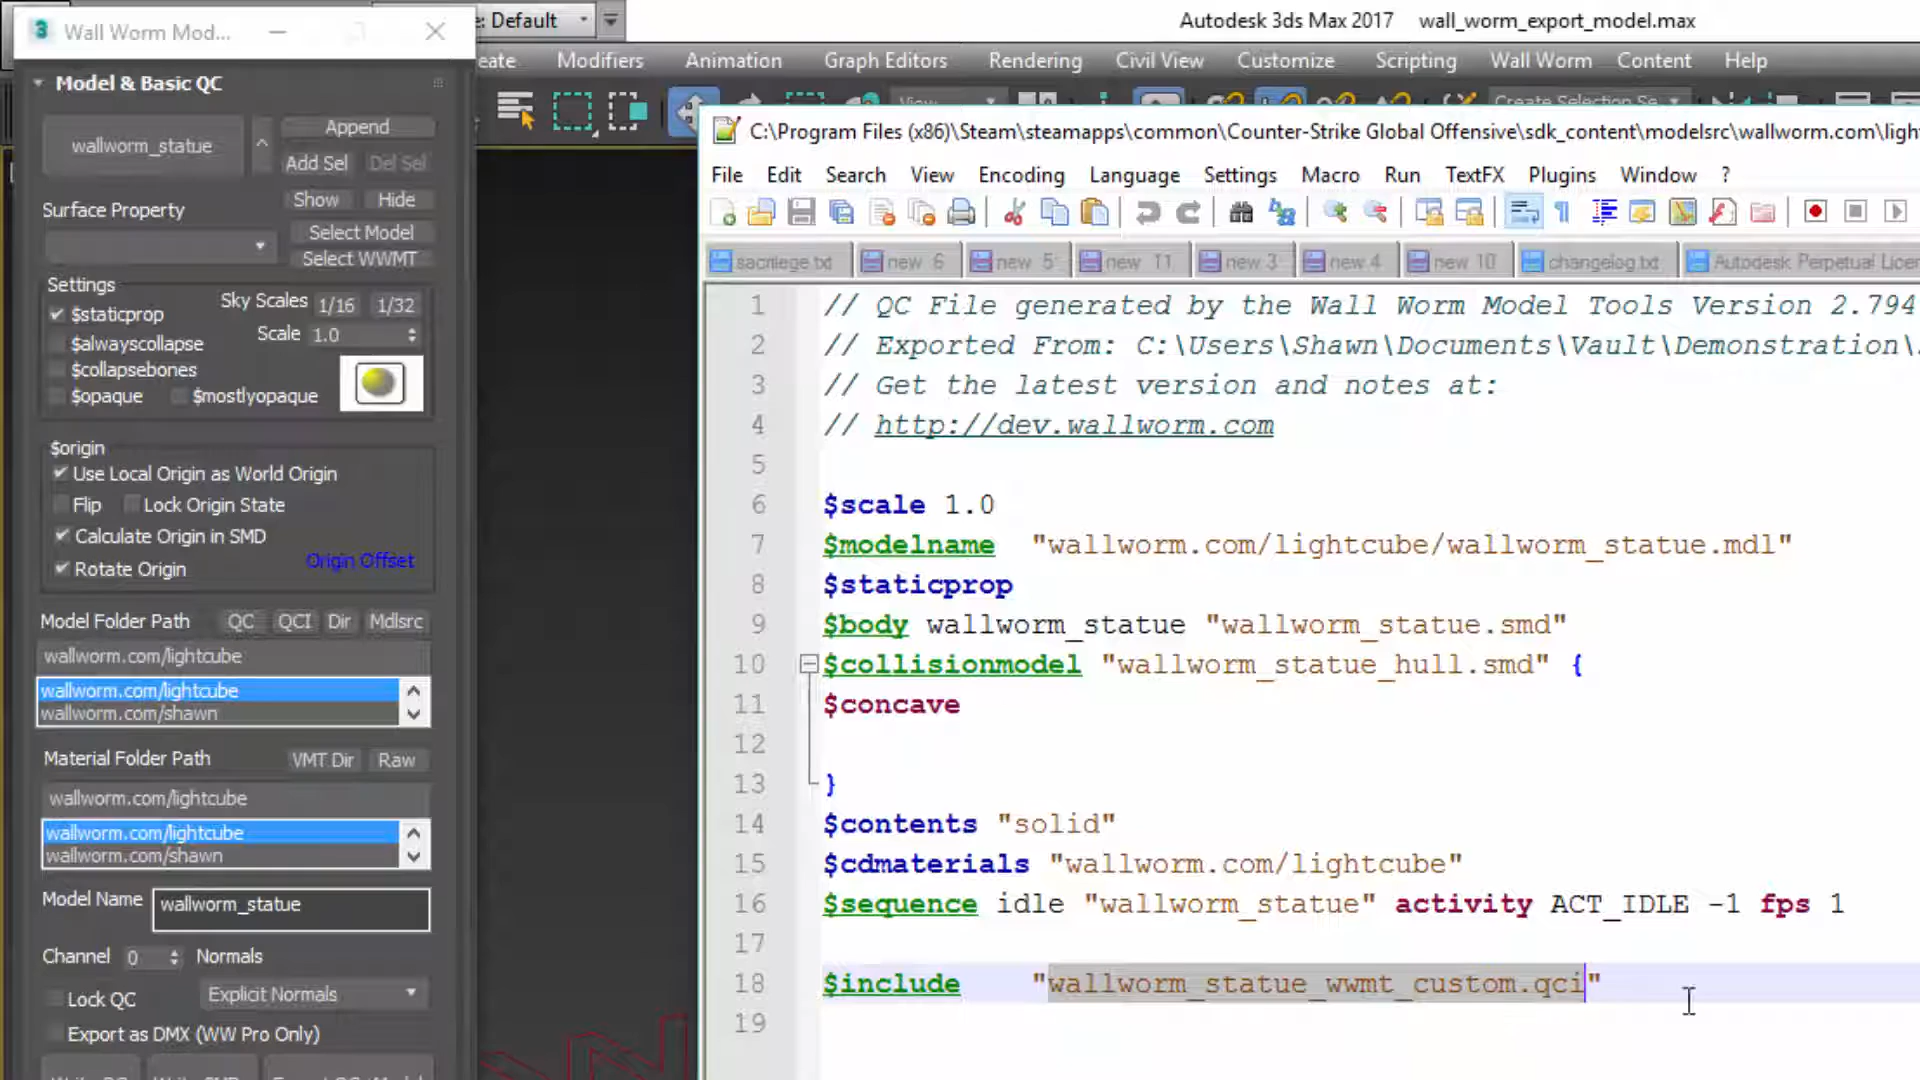 Wall Worm Mod...
: Default
Autodesk 3ds Max 2017 wall_worm_export_model.max
eate Modifiers Animation Graph Editors Rendering Civil View Customize Scripting Wall Worm Content Help
View
Create Selection Se
Model & Basic QC
wallworm_statue
Append
Add Sel Del Sel
Show Hide
Surface Property
Select Model
Select WWMT
Settings
Sky Scales 1/16 1/32
$staticprop
Scale 1.0
$alwayscollapse
$collapsebones
$opaque $mostlyopaque
$origin
Use Local Origin as World Origin
Flip Lock Origin State
Calculate Origin in SMD
Origin Offset
Rotate Origin
Model Folder Path QC QCI Dir Mdlsrc
wallworm.com/lightcube
wallworm.com/lightcube
wallworm.com/shawn
Material Folder Path VMT Dir Raw
wallworm.com/lightcube
wallworm.com/lightcube
wallworm.com/shawn
Model Name wallworm_statue
Channel 0 Normals
Lock QC Explicit Normals
Export as DMX (WW Pro Only)
C:\Program Files (x86)\Steam\steamapps\common\Counter-Strike Global Offensive\sdk_content\modelsrc\wallworm.com\light
File Edit Search View Encoding Language Settings Macro Run TextFX Plugins Window ?
sacrilege.txt new 6 new 5 new 11 new 3 new 4 new 10 changelog.txt Autodesk Perpetual Licen
1 // QC File generated by the Wall Worm Model Tools Version 2.794
2 // Exported From: C:\Users\Shawn\Documents\Vault\Demonstration\
3 // Get the latest version and notes at:
4 // http://dev.wallworm.com
5
6 $scale 1.0
7 $modelname "wallworm.com/lightcube/wallworm_statue.mdl"
8 $staticprop
9 $body wallworm_statue "wallworm_statue.smd"
10 $collisionmodel "wallworm_statue_hull.smd" {
11 $concave
12
13 }
14 $contents "solid"
15 $cdmaterials "wallworm.com/lightcube"
16 $sequence idle "wallworm_statue" activity ACT_IDLE -1 fps 1
17
18 $include "wallworm_statue_wwmt_custom.qci"
19